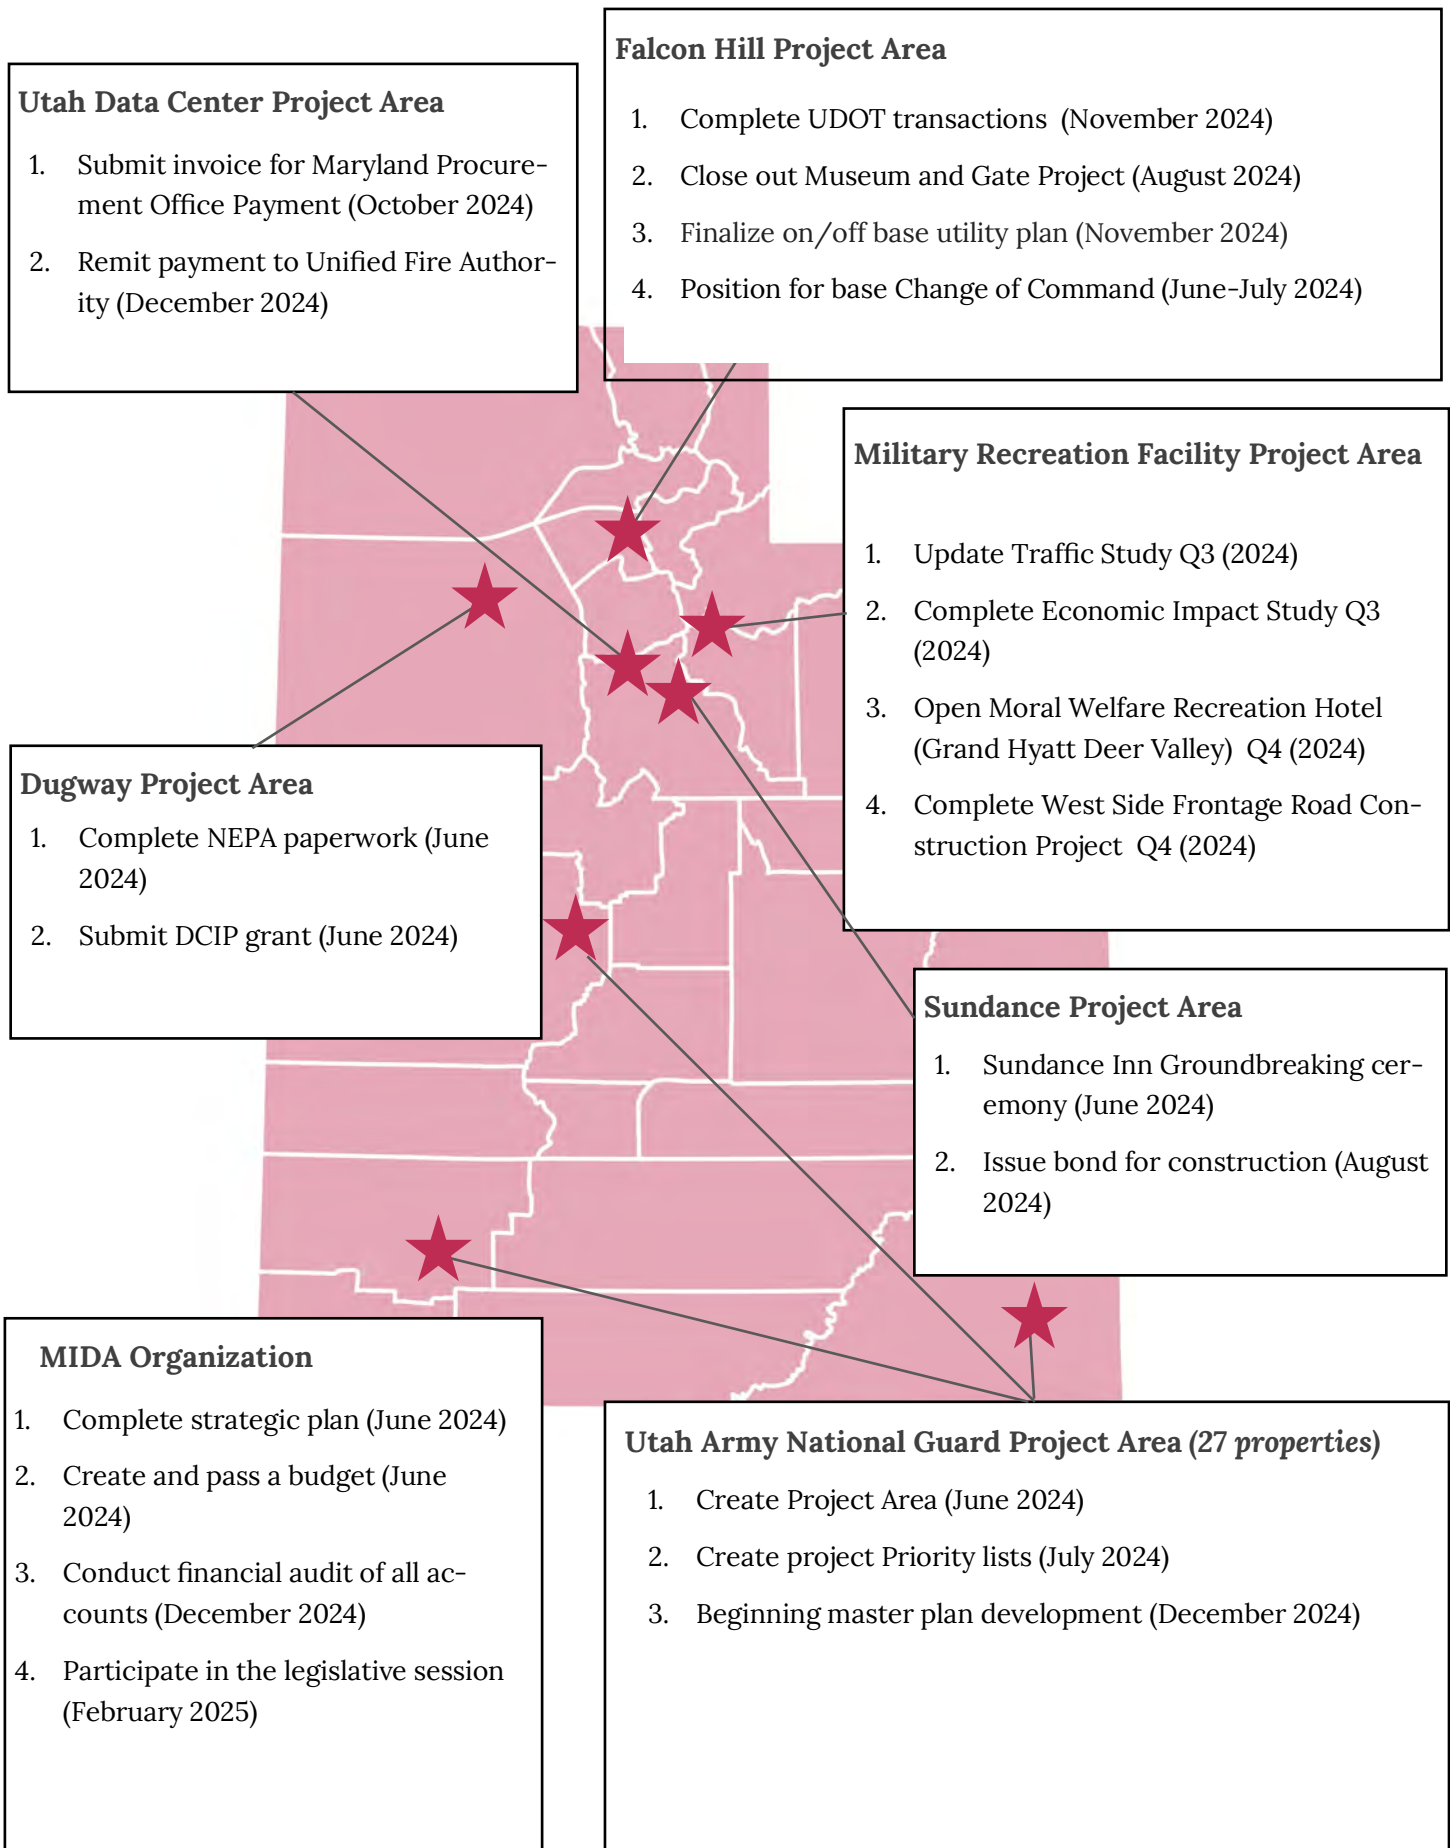 Utah Data Center Project Area
1. Submit invoice for Maryland Procure-
ment Office Payment (October 2024)
2. Remit payment to Unified Fire Author-
ity (December 2024)
Falcon Hill Project Area
1. Complete UDOT transactions (November 2024)
2. Close out Museum and Gate Project (August 2024)
3. Finalize on/off base utility plan (November 2024)
4. Position for base Change of Command (June-July 2024)
Military Recreation Facility Project Area
1. Update Traffic Study Q3 (2024)
2. Complete Economic Impact Study Q3
(2024)
3. Open Moral Welfare Recreation Hotel
(Grand Hyatt Deer Valley) Q4 (2024)
4. Complete West Side Frontage Road Con-
struction Project Q4 (2024)
Dugway Project Area
1. Complete NEPA paperwork (June
2024)
2. Submit DCIP grant (June 2024)
Sundance Project Area
1. Sundance Inn Groundbreaking cer-
emony (June 2024)
2. Issue bond for construction (August
2024)
MIDA Organization
1. Complete strategic plan (June 2024)
2. Create and pass a budget (June
2024)
3. Conduct financial audit of all ac-
counts (December 2024)
4. Participate in the legislative session
(February 2025)
Utah Army National Guard Project Area (27 properties)
1. Create Project Area (June 2024)
2. Create project Priority lists (July 2024)
3. Beginning master plan development (December 2024)